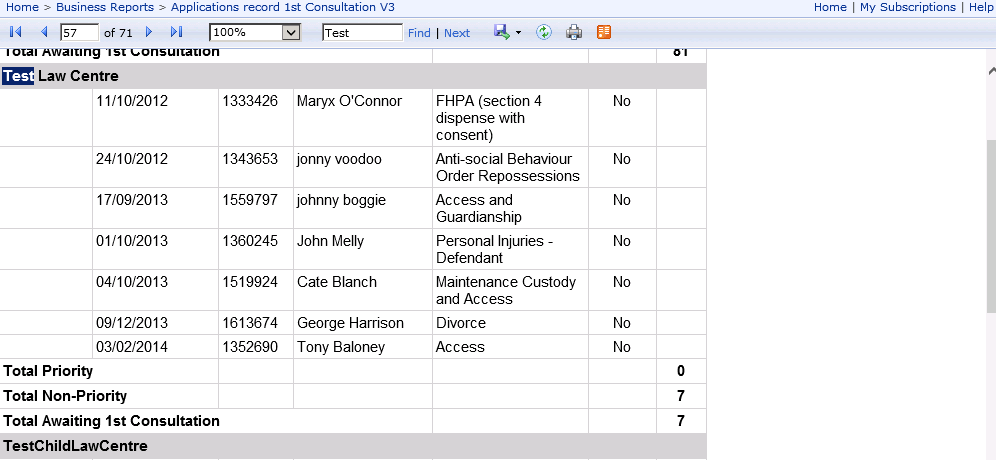 Home > Business Reports > Applications record 1st Consultation V3 Home | My Subscriptions | Help
57 of 71 100% Test Find | Next
Total Awaiting 1st Consultation 81
Test Law Centre
11/10/2012 1333426 Maryx O'Connor FHPA (section 4 No
dispense with
consent)
24/10/2012 1343653 jonny voodoo Anti-social Behaviour No
Order Repossessions
17/09/2013 1559797 johnny boggie Access and No
Guardianship
01/10/2013 1360245 John Melly Personal Injuries - No
Defendant
04/10/2013 1519924 Cate Blanch Maintenance Custody No
and Access
09/12/2013 1613674 George Harrison Divorce No
03/02/2014 1352690 Tony Baloney Access No
Total Priority 0
Total Non-Priority 7
Total Awaiting 1st Consultation 7
TestChildLawCentre